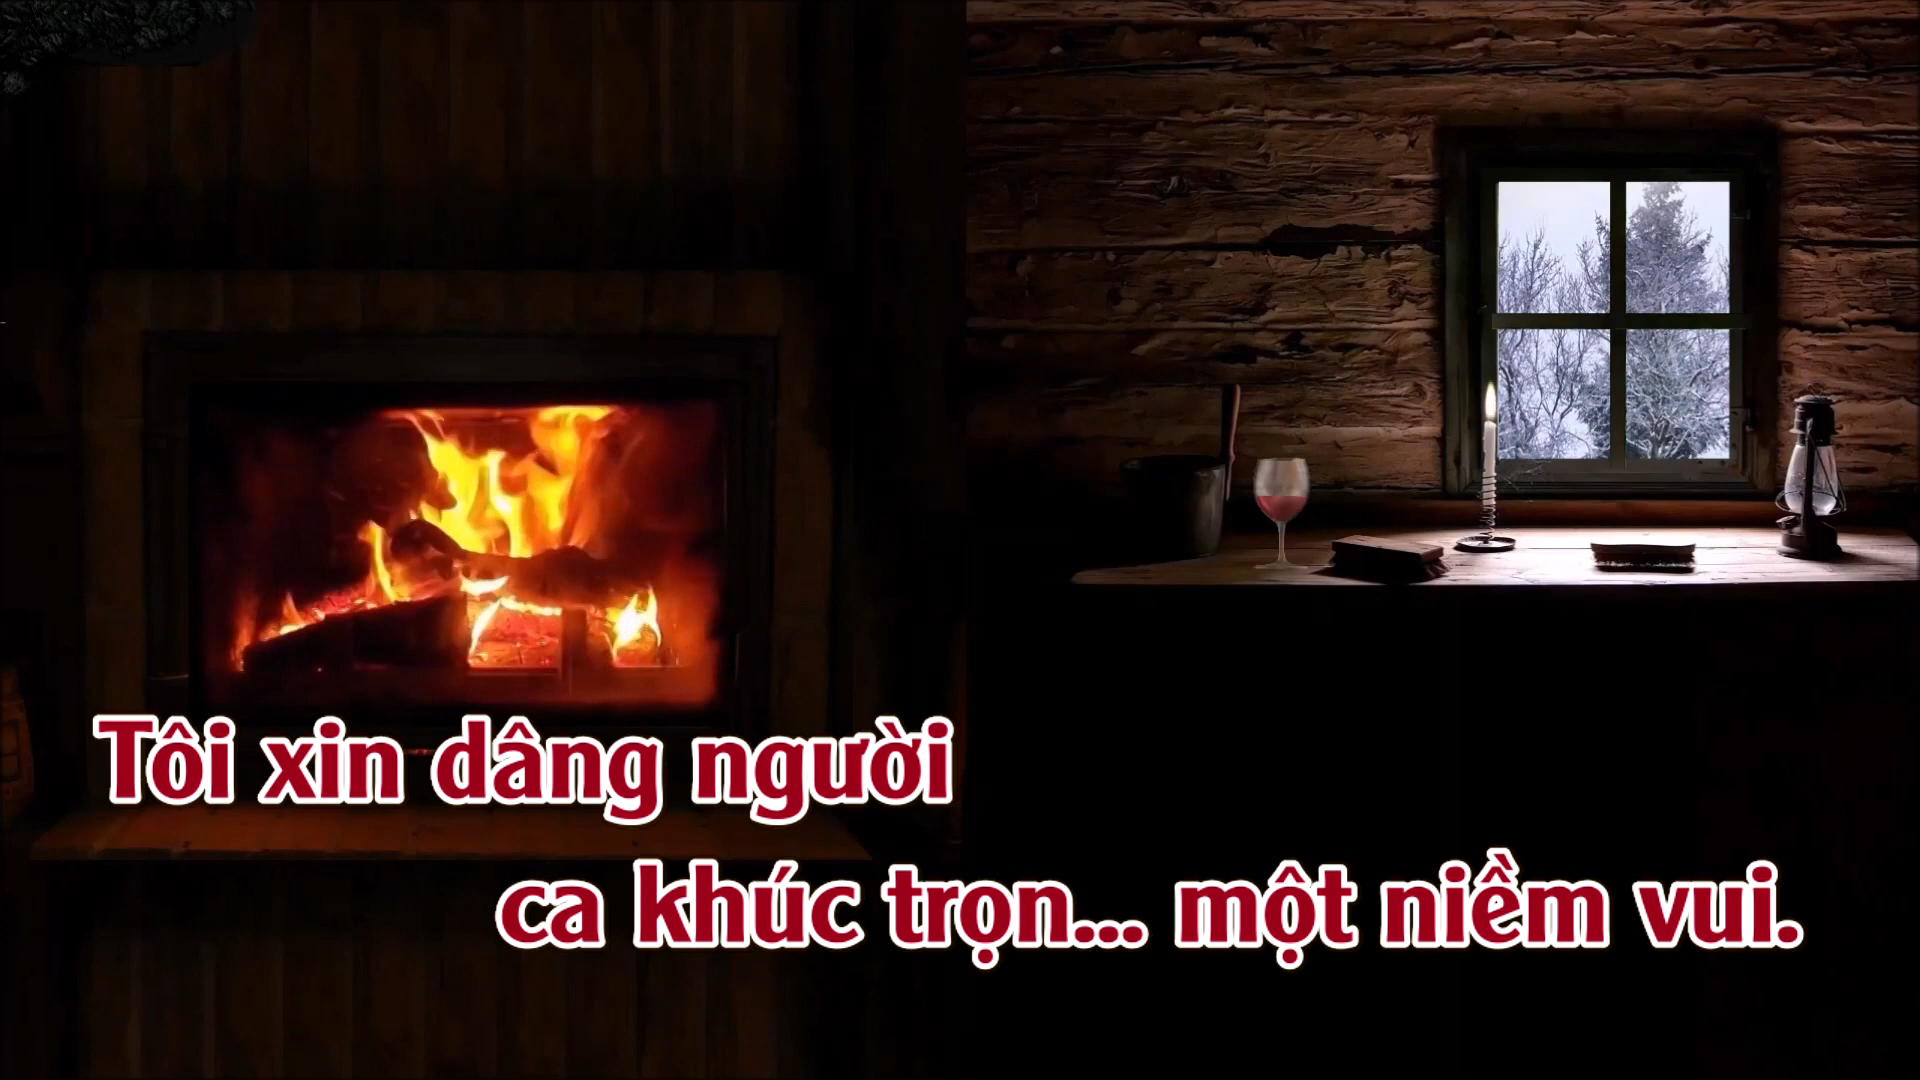 Tôi xin dâng người
ca khúc trọn... một niềm vui.